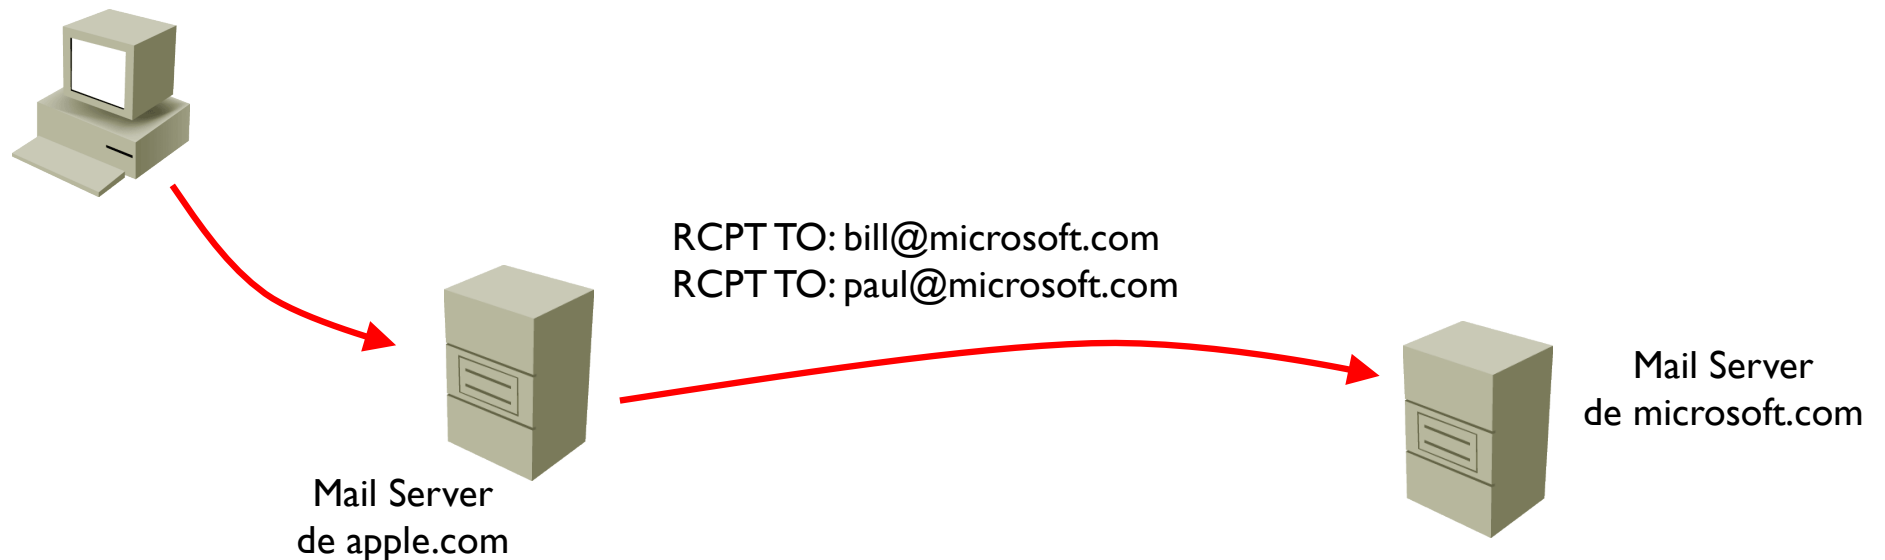 RCPT TO: bill@microsoft.com
RCPT TO: paul@microsoft.com
Mail Server
de microsoft.com
Mail Server
de apple.com